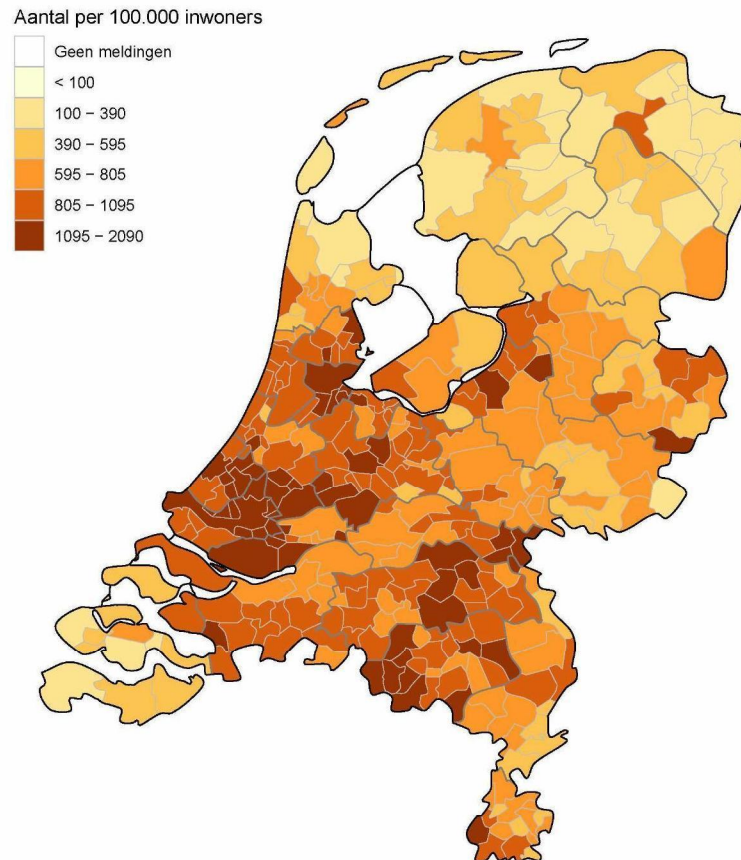 Aantal per 100.000 inwoners
Geen meldingen
< 100
100 – 390
390 – 595
595 – 805
805 – 1095
1095 – 2090